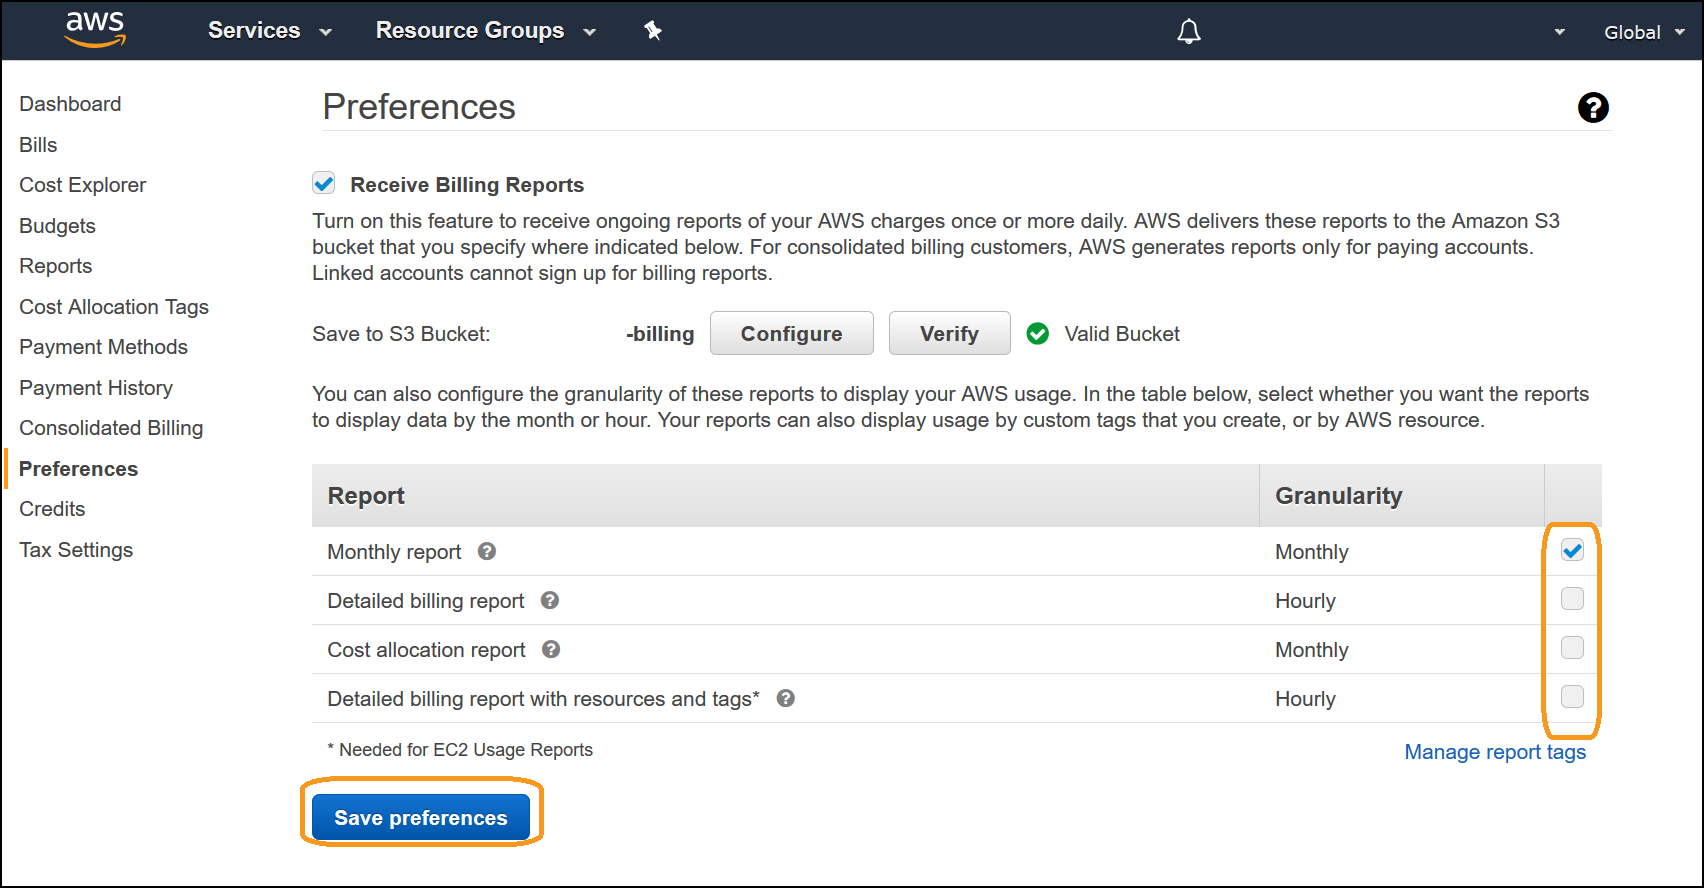 aws Services Resource Groups Global
Dashboard
Bills
Cost Explorer
Budgets
Reports
Cost Allocation Tags
Payment Methods
Payment History
Consolidated Billing
Preferences
Credits
Tax Settings
Preferences ?
Receive Billing Reports
Turn on this feature to receive ongoing reports of your AWS charges once or more daily. AWS delivers these reports to the Amazon S3
bucket that you specify where indicated below. For consolidated billing customers, AWS generates reports only for paying accounts.
Linked accounts cannot sign up for billing reports.
Save to S3 Bucket: -billing Configure Verify Valid Bucket
You can also configure the granularity of these reports to display your AWS usage. In the table below, select whether you want the reports
to display data by the month or hour. Your reports can also display usage by custom tags that you create, or by AWS resource.
Report Granularity
Monthly report ? Monthly
Detailed billing report ? Hourly
Cost allocation report ? Monthly
Detailed billing report with resources and tags* ? Hourly
* Needed for EC2 Usage Reports
Manage report tags
Save preferences